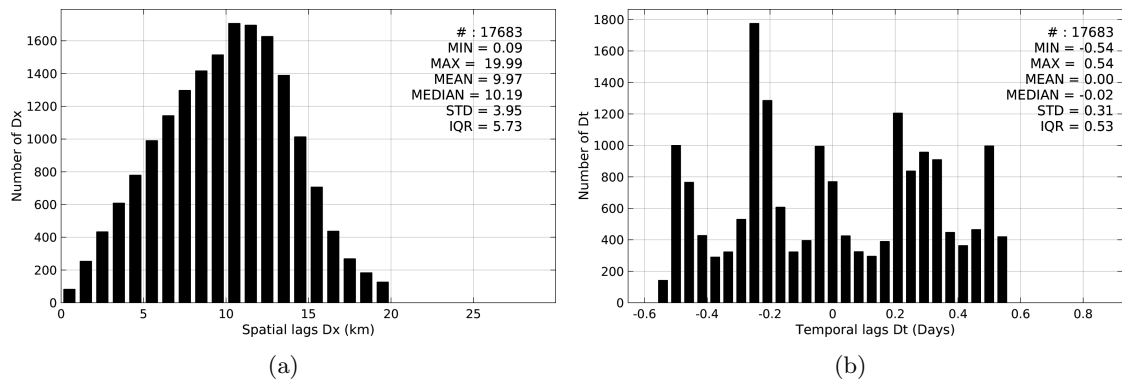 1600
1400
1200
1000
800
600
400
200
0
Number of Dx
# : 17683
MIN = 0.09
MAX = 19.99
MEAN = 9.97
MEDIAN = 10.19
STD = 3.95
IQR = 5.73
0 5 10 15 20 25
Spatial lags Dx (km)
(a)
1800
1600
1400
1200
1000
800
600
400
200
0
Number of Dt
# : 17683
MIN = -0.54
MAX = 0.54
MEAN = 0.00
MEDIAN = -0.02
STD = 0.31
IQR = 0.53
-0.6 -0.4 -0.2 0 0.2 0.4 0.6 0.8
Temporal lags Dt (Days)
(b)